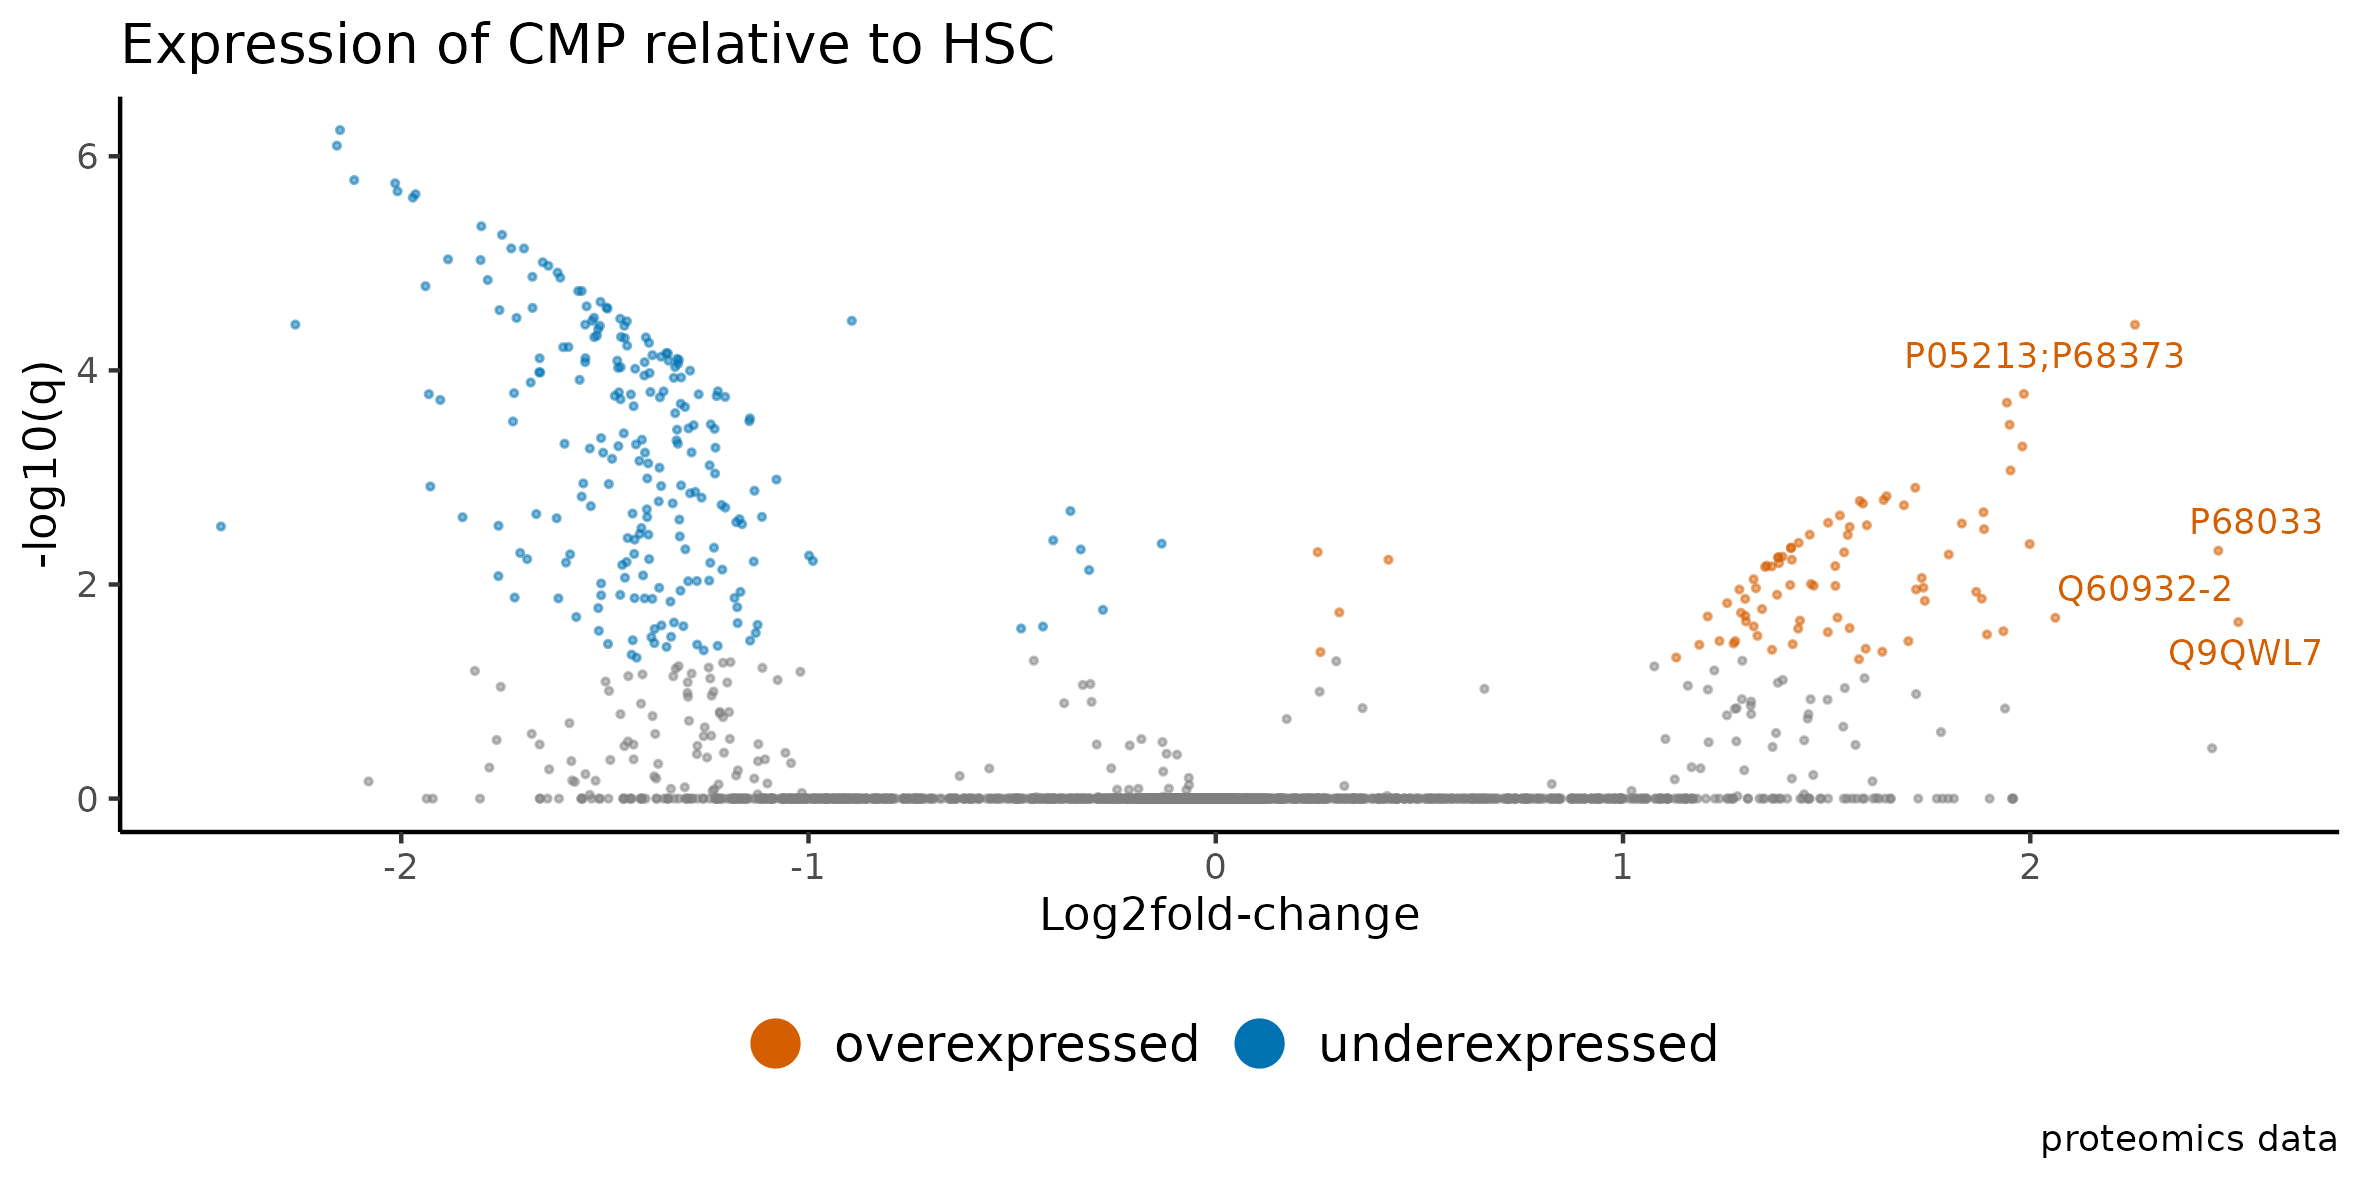 Expression of CMP relative to HSC
-log10(q)
6
4
2
0
P05213;P68373
P68033
Q60932-2
Q9QWL7
-2 -1 0 1 2
Log2fold-change
overexpressed underexpressed
proteomics data